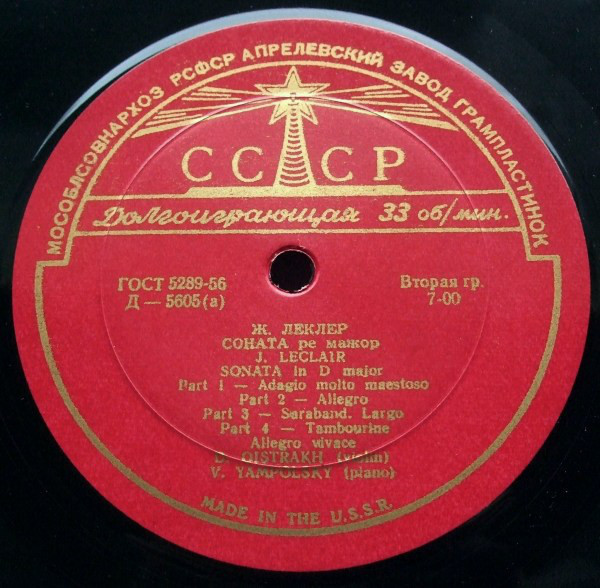 МОСОБЛСОВНАРХОЗ РСФСР АПРЕЛЕВСКИЙ ЗАВОД ГРАМПЛАСТИНОК
СССР
Долгоиграющая 33 об/мин.
ГОСТ 5289-56
Д — 5605(а)
Вторая гр.
7-00
Ж. ЛЕКЛЕР
СОНАТА ре мажор
J. LECLAIR
SONATA in D major
Part 1 — Adagio molto maestoso
Part 2 — Allegro
Part 3 — Saraband. Largo
Part 4 — Tambourine
Allegro vivace
D. OISTRAKH (violin)
V. YAMPOLSKY (piano)
MADE IN THE U.S.S.R.